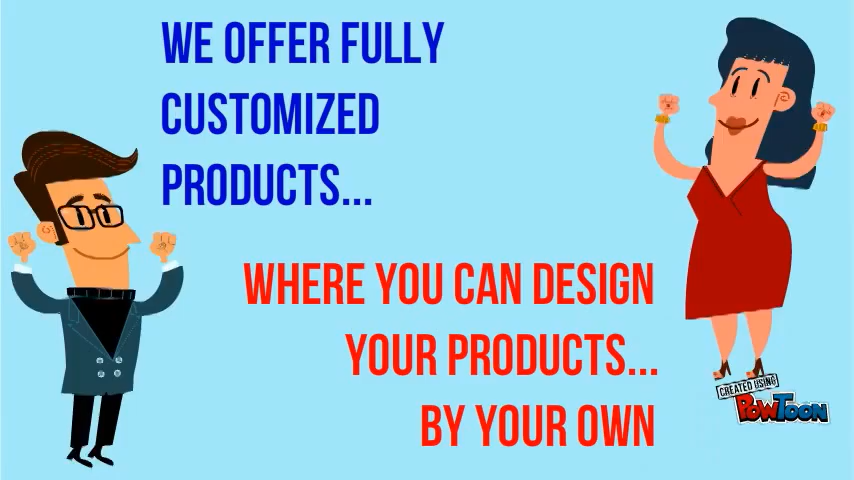 WE OFFER FULLY
CUSTOMIZED
PRODUCTS...
WHERE YOU CAN DESIGN
YOUR PRODUCTS...
BY YOUR OWN
CREATED USING
POWTOON